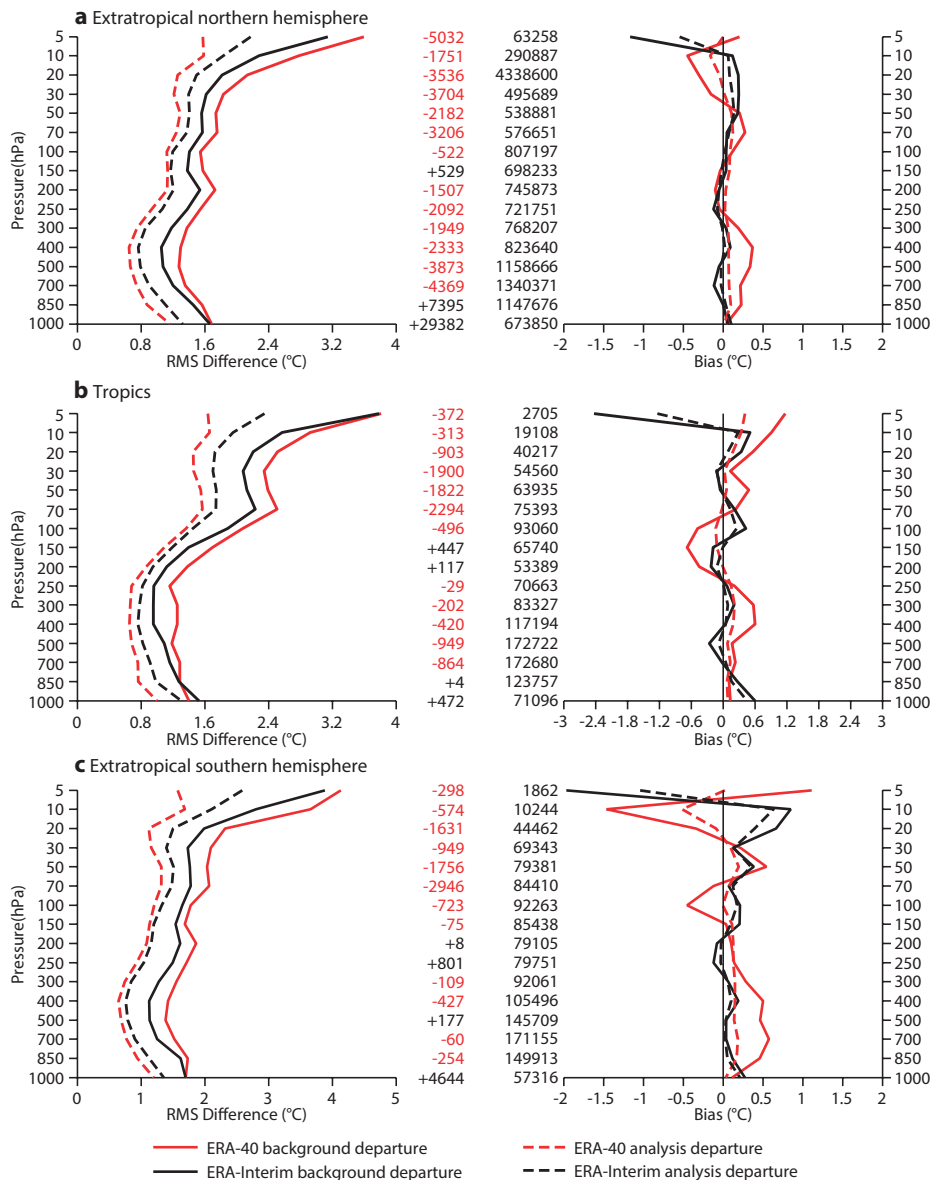 a Extratropical northern hemisphere
5 -5032 63258 5
10 -1751 290887 10
20 -3536 4338600 20
30 -3704 495689 30
50 -2182 538881 50
70 -3206 576651 70
100 -522 807197 100
150 +529 698233 150
200 -1507 745873 200
250 -2092 721751 250
300 -1949 768207 300
400 -2333 823640 400
500 -3873 1158666 500
700 -4369 1340371 700
850 +7395 1147676 850
1000 +29382 673850 1000
Pressure(hPa)
0 0.8 1.6 2.4 3.2 4 -2 -1.5 -1 -0.5 0 0.5 1 1.5 2
RMS Difference (°C) Bias (°C)
b Tropics
5 -372 2705 5
10 -313 19108 10
20 -903 40217 20
30 -1900 54560 30
50 -1822 63935 50
70 -2294 75393 70
100 -496 93060 100
150 +447 65740 150
200 +117 53389 200
250 -29 70663 250
300 -202 83327 300
400 -420 117194 400
500 -949 172722 500
700 -864 172680 700
850 +4 123757 850
1000 +472 71096 1000
Pressure(hPa)
0 0.8 1.6 2.4 3.2 4 -3 -2.4 -1.8 -1.2 -0.6 0 0.6 1.2 1.8 2.4 3
RMS Difference (°C) Bias (°C)
c Extratropical southern hemisphere
5 -298 1862 5
10 -574 10244 10
20 -1631 44462 20
30 -949 69343 30
50 -1756 79381 50
70 -2946 84410 70
100 -723 92263 100
150 -75 85438 150
200 +8 79105 200
250 +801 79751 250
300 -109 92061 300
400 -427 105496 400
500 +177 145709 500
700 -60 171155 700
850 -254 149913 850
1000 +4644 57316 1000
Pressure(hPa)
0 1 2 3 4 5 -2 -1.5 -1 -0.5 0 0.5 1 1.5 2
RMS Difference (°C) Bias (°C)
ERA-40 background departure ERA-40 analysis departure
ERA-Interim background departure ERA-Interim analysis departure